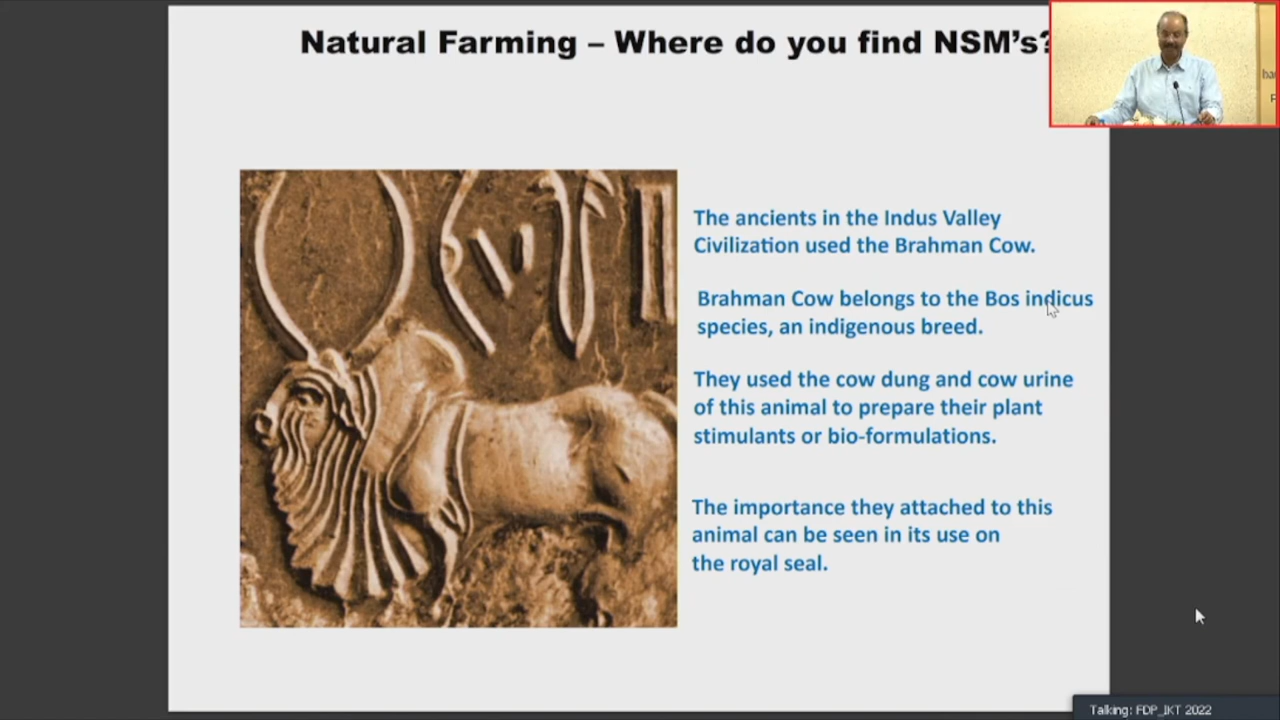 Natural Farming – Where do you find NSM's?
The ancients in the Indus Valley
Civilization used the Brahman Cow.
Brahman Cow belongs to the Bos indicus
species, an indigenous breed.
They used the cow dung and cow urine
of this animal to prepare their plant
stimulants or bio-formulations.
The importance they attached to this
animal can be seen in its use on
the royal seal.
Talking: FDP_IKT 2022